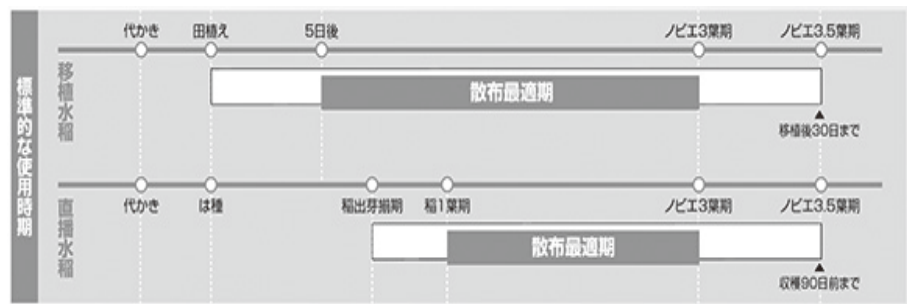 標準的な使用時期
移植水稲
代かき 田植え 5日後 ノビエ3葉期 ノビエ3.5葉期
散布最適期
移植後30日まで
直播水稲
代かき は種 稲出芽揃期 稲1葉期 ノビエ3葉期 ノビエ3.5葉期
散布最適期
収穫90日前まで